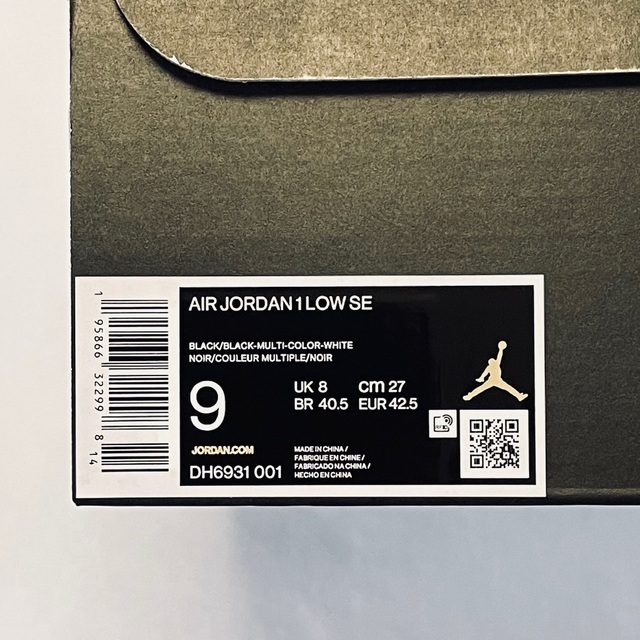 AIR JORDAN 1 LOW SE
BLACK/BLACK-MULTI-COLOR-WHITE
NOIR/COULEUR MULTIPLE/NOIR
9
UK 8 cm 27
BR 40.5 EUR 42.5
JORDAN.COM
DH6931 001
MADE IN CHINA /
FABRIQUE EN CHINE /
FABRICADO NA CHINA /
HECHO EN CHINA
1 95866 32299 8 14